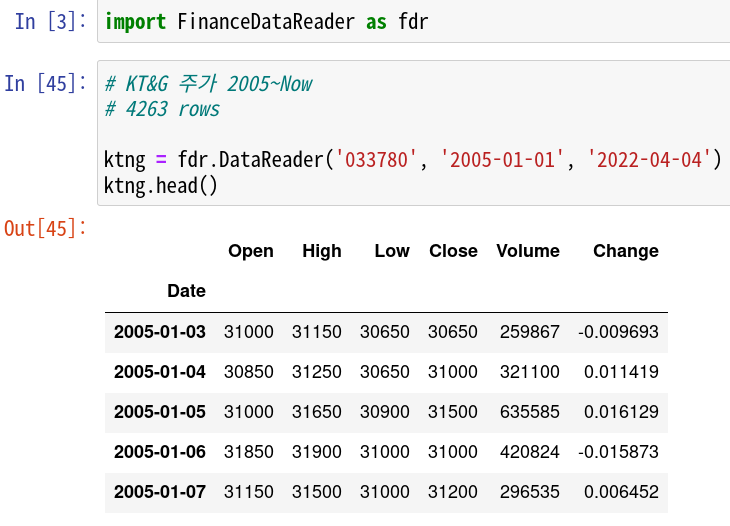 In [3]: import FinanceDataReader as fdr
In [45]: # KT&G 주가 2005~Now
# 4263 rows
ktng = fdr.DataReader('033780', '2005-01-01', '2022-04-04')
ktng.head()
Out[45]:
Open High Low Close Volume Change
Date
2005-01-03 31000 31150 30650 30650 259867 -0.009693
2005-01-04 30850 31250 30650 31000 321100 0.011419
2005-01-05 31000 31650 30900 31500 635585 0.016129
2005-01-06 31850 31900 31000 31000 420824 -0.015873
2005-01-07 31150 31500 31000 31200 296535 0.006452